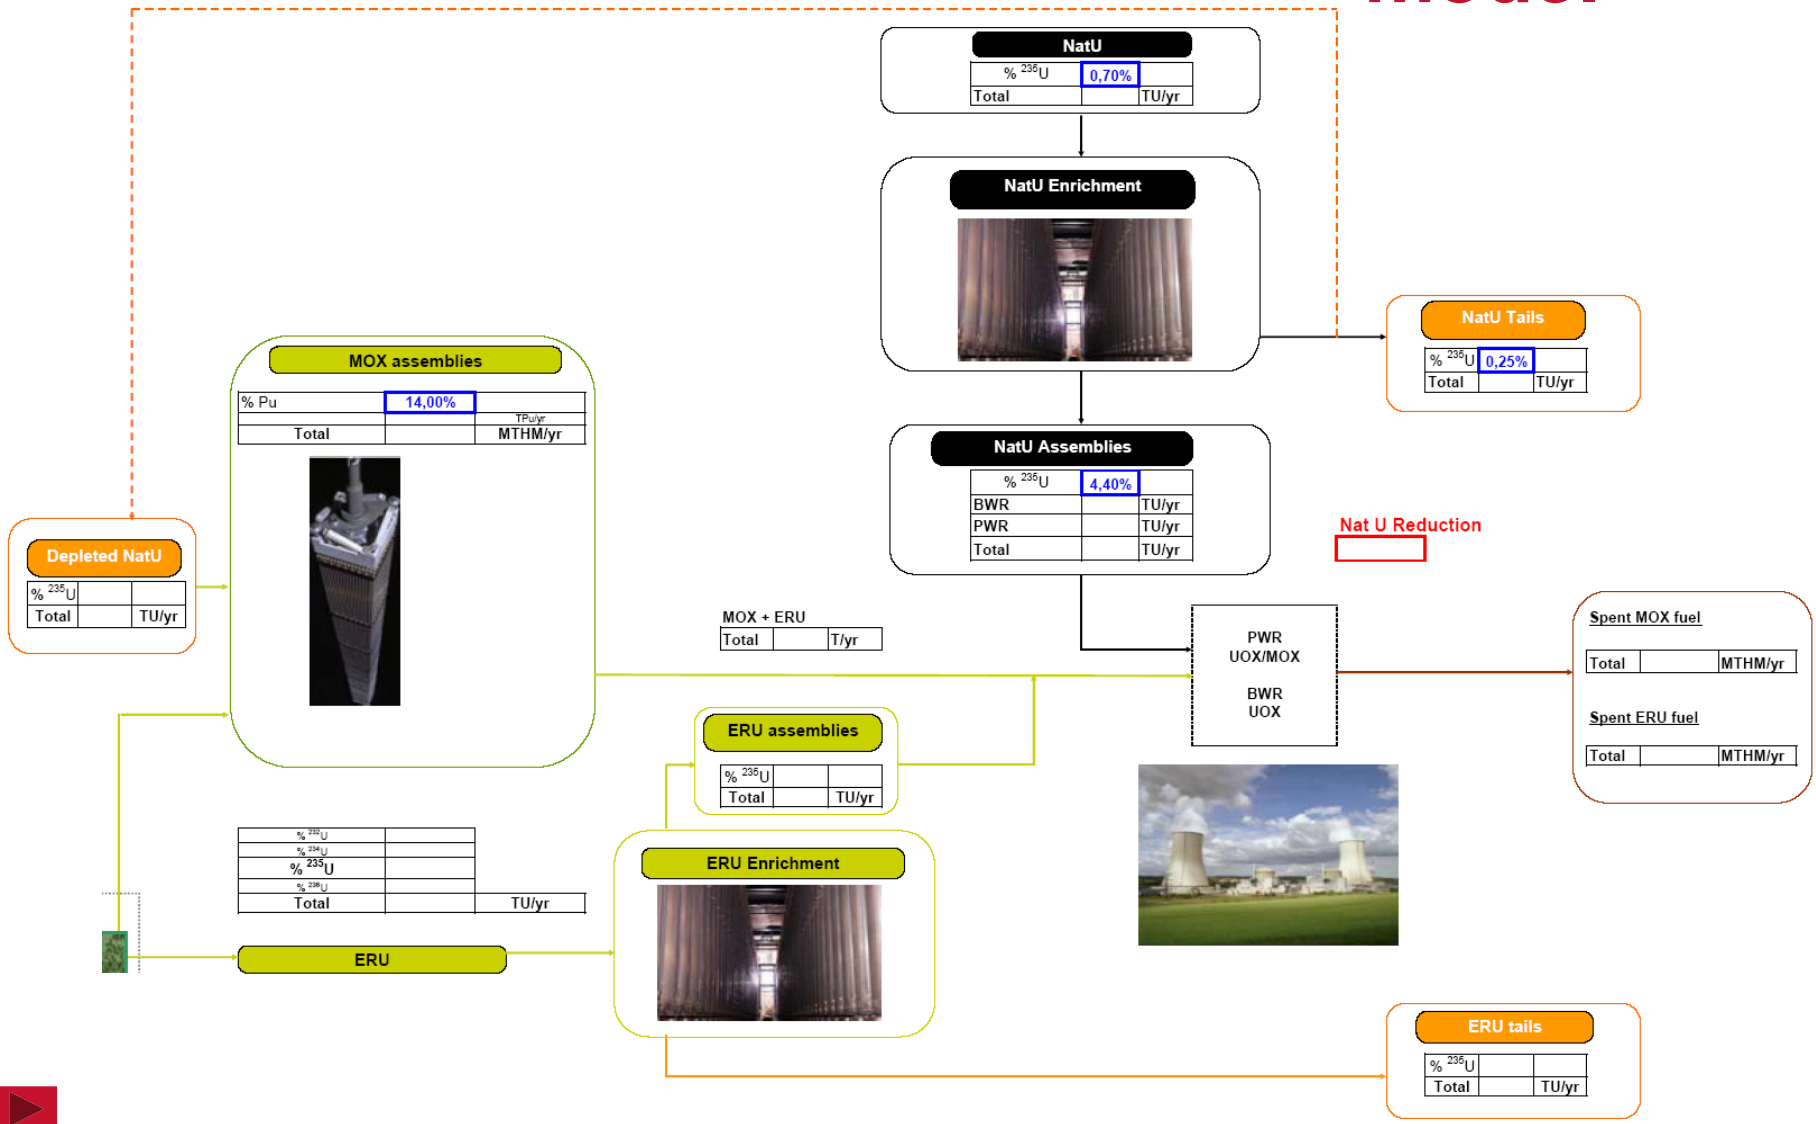 NatU
% 235U 0,70%
Total TU/yr
NatU Enrichment
NatU Tails
% 235U 0,25%
Total TU/yr
MOX assemblies
% Pu 14,00%
TPu/yr
Total MTHM/yr
NatU Assemblies
% 235U 4,40%
BWR TU/yr
PWR TU/yr
Total TU/yr
Nat U Reduction
Depleted NatU
% 235U
Total TU/yr
MOX + ERU
Total T/yr
PWR
UOX/MOX
BWR
UOX
Spent MOX fuel
Total MTHM/yr
Spent ERU fuel
Total MTHM/yr
ERU assemblies
% 235U
Total TU/yr
% 232U
% 234U
% 235U
% 236U
Total TU/yr
ERU
ERU Enrichment
ERU tails
% 235U
Total TU/yr